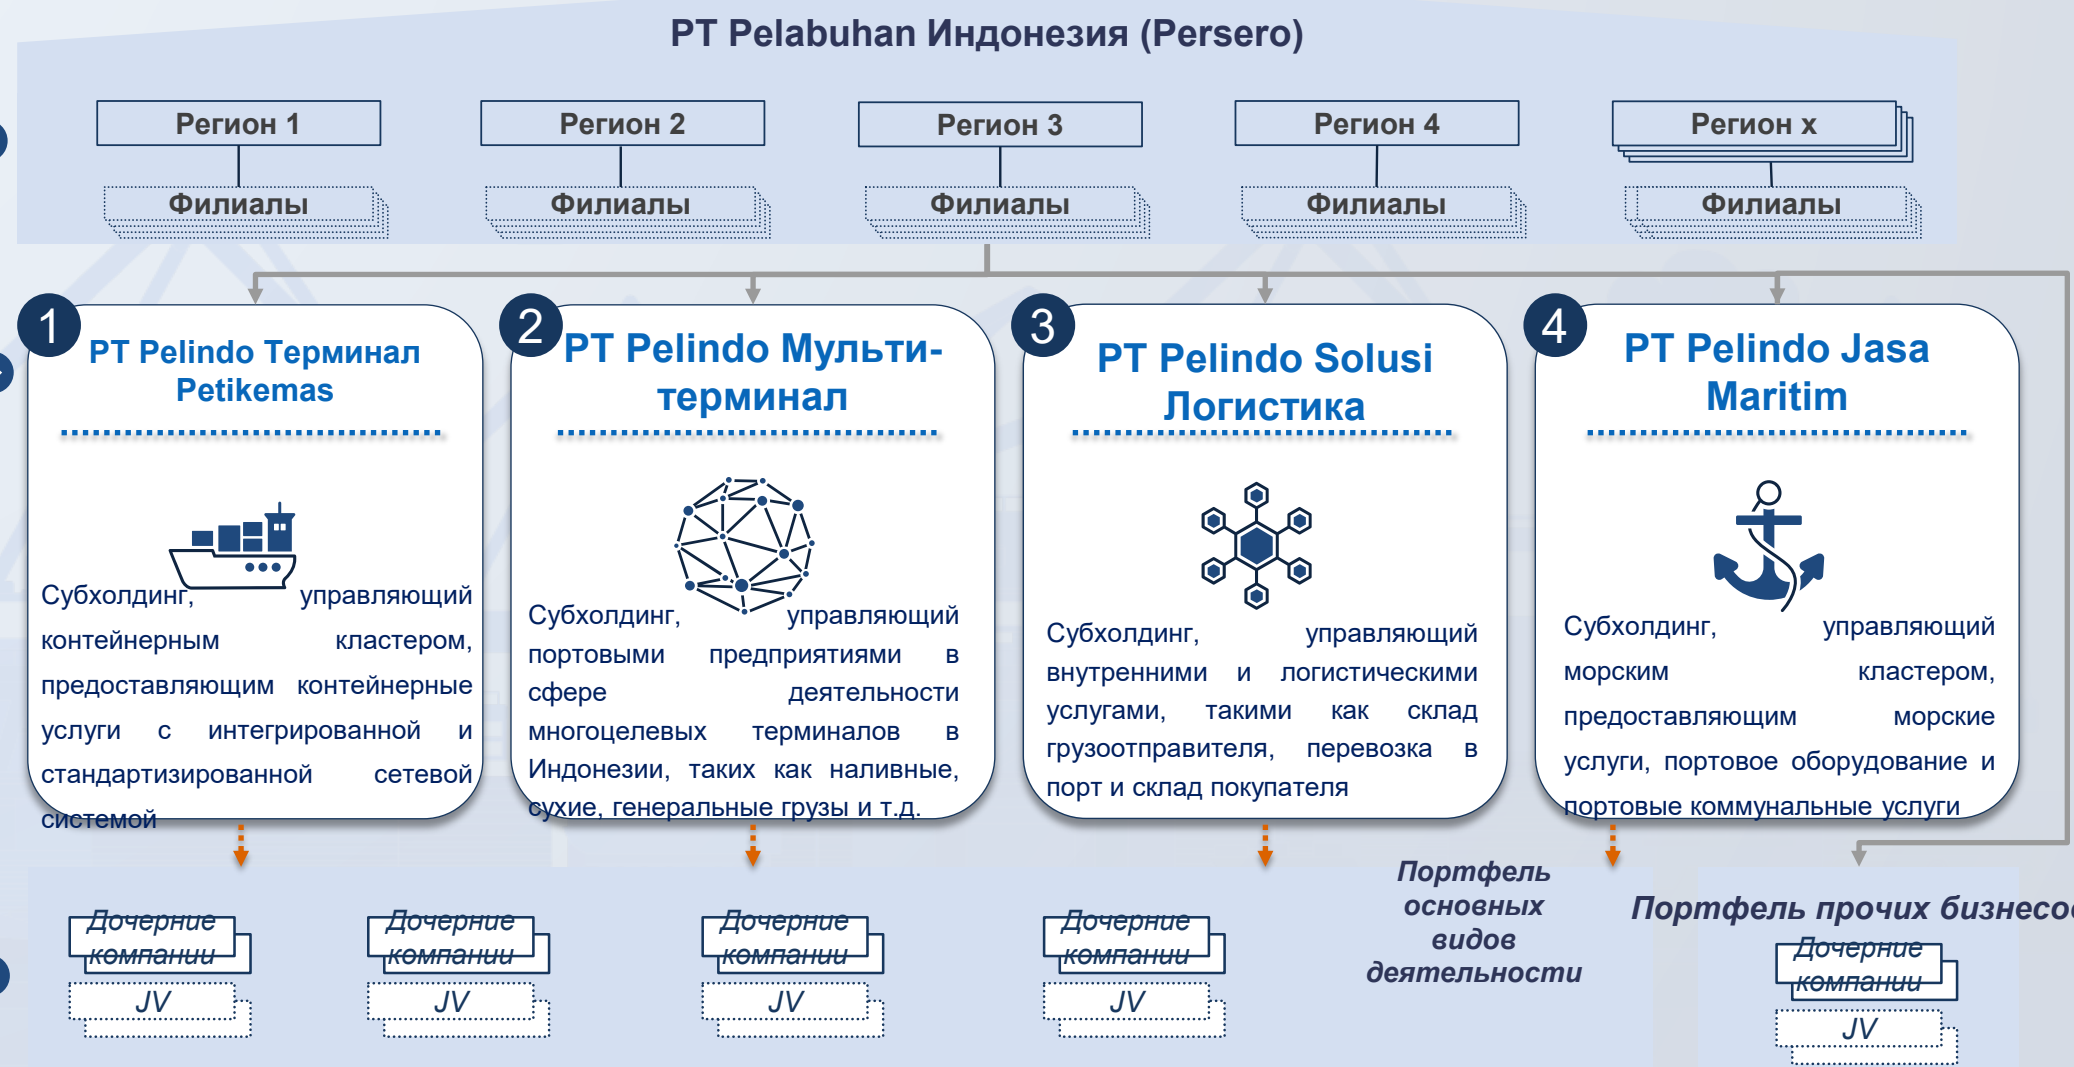 PT Pelabuhan Индонезия (Persero)
Регион 1
Регион 2
Регион 3
Регион 4
Регион x
Филиалы
Филиалы
Филиалы
Филиалы
Филиалы
1
PT Pelindo Терминал
Petikemas
Субхолдинг, управляющий
контейнерным кластером,
предоставляющим контейнерные
услуги с интегрированной и
стандартизированной сетевой
системой
2
PT Pelindo Мульти-
терминал
Субхолдинг, управляющий
портовыми предприятиями в
сфере деятельности
многоцелевых терминалов в
Индонезии, таких как наливные,
сухие, генеральные грузы и т.д.
3
PT Pelindo Solusi
Логистика
Субхолдинг, управляющий
внутренними и логистическими
услугами, такими как склад
грузоотправителя, перевозка в
порт и склад покупателя
4
PT Pelindo Jasa
Maritim
Субхолдинг, управляющий
морским кластером,
предоставляющим морские
услуги, портовое оборудование и
портовые коммунальные услуги
Дочерние
компании
JV
Дочерние
компании
JV
Дочерние
компании
JV
Дочерние
компании
JV
Портфель
основных
видов
деятельности
Портфель прочих бизнесов
Дочерние
компании
JV